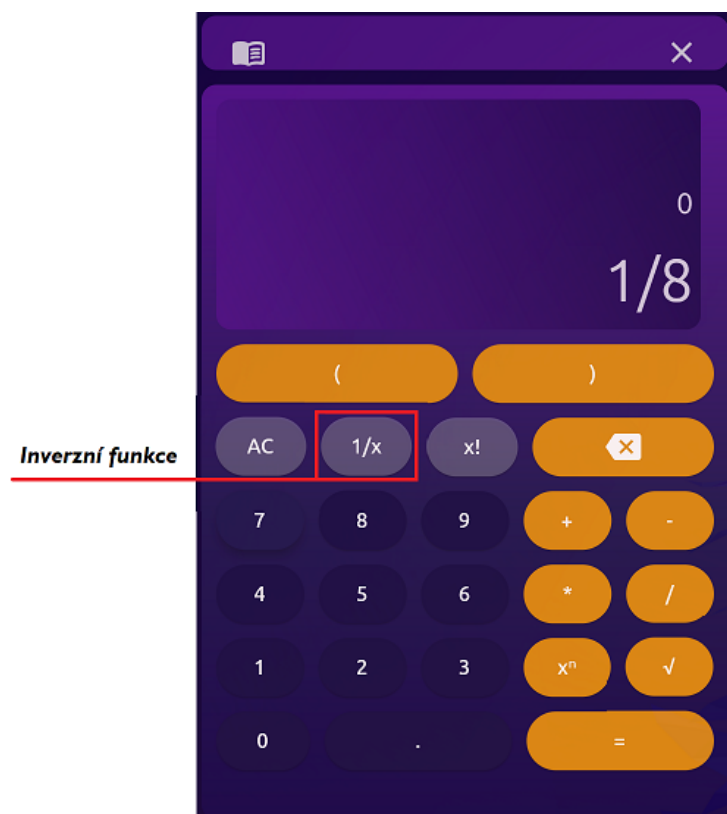 0
1/8
( )
AC 1/x x!
Inverzní funkce
7 8 9 + -
4 5 6 * /
1 2 3 xⁿ √
0 . =